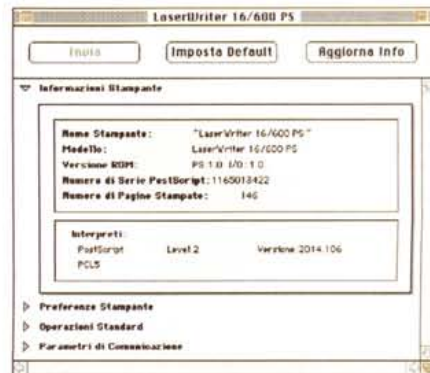 LaserWriter 16/600 PS
Invia Imposta Default Aggiorna Info
Informazioni Stampante
Nome Stampante: "LaserWriter 16/600 PS"
Modello: LaserWriter 16/600 PS
Versione ROM: PS:1.0 I/O:1.0
Numero di Serie PostScript: 1165013422
Numero di Pagine Stampate: 146
Interpreti:
PostScript Level 2 Versione 2014.106
PCL5
Preferenze Stampante
Operazioni Standard
Parametri di Comunicazione